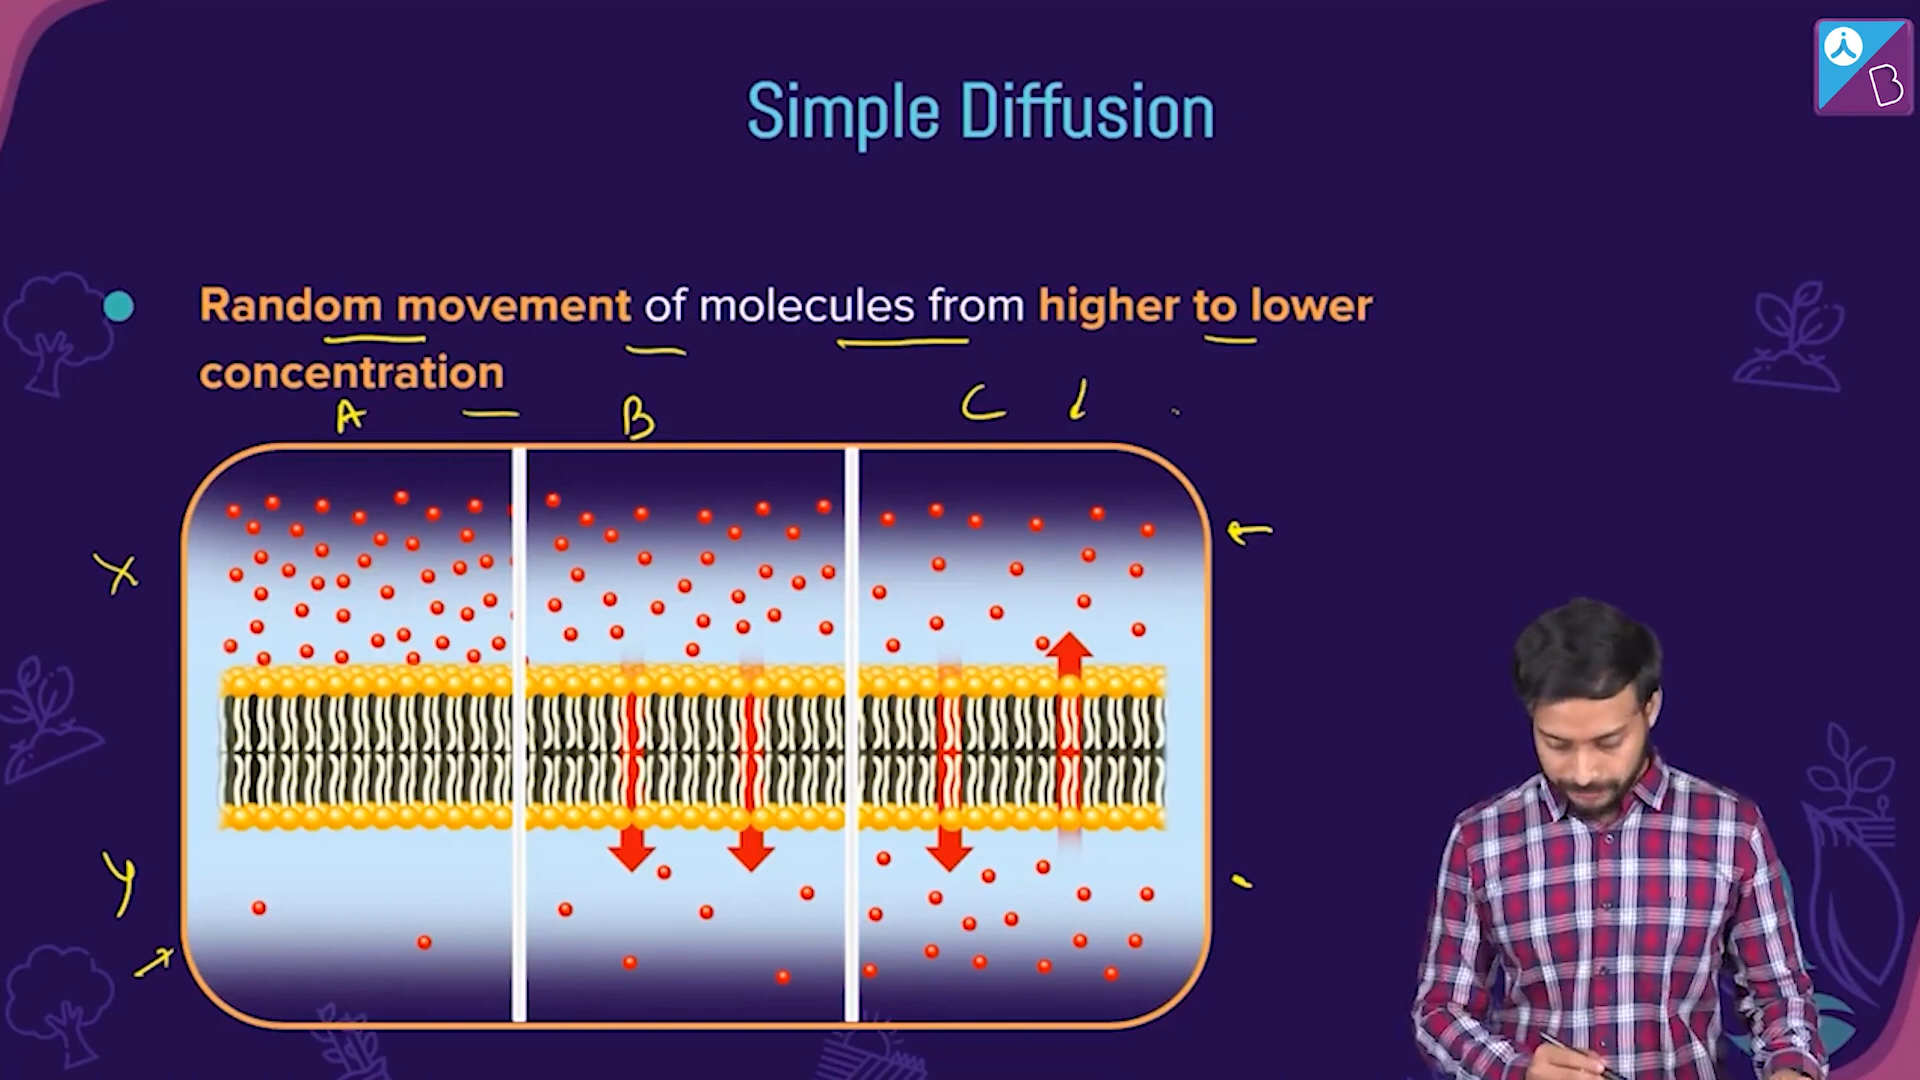 Simple Diffusion
Random movement of molecules from higher to lower
concentration
A B C
X
y
B